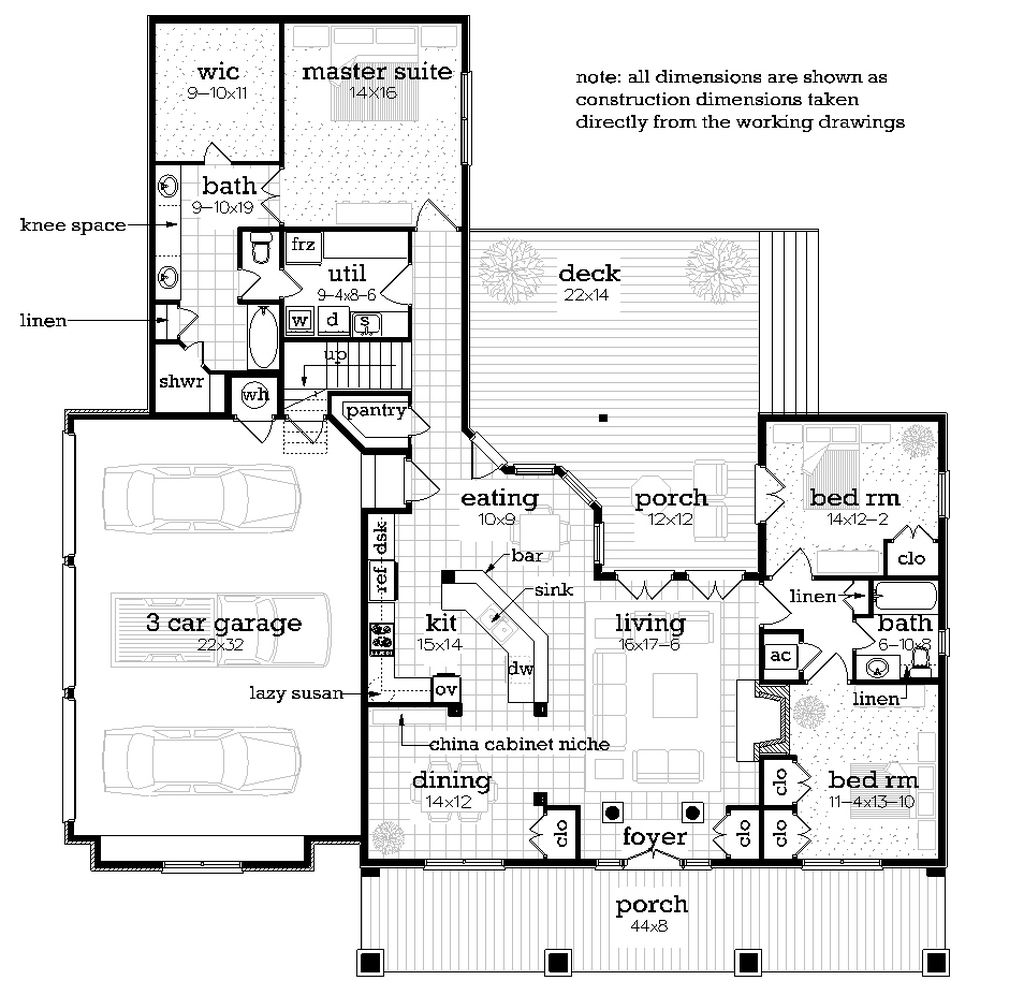 wic
9-10x11
master suite
14X16
note: all dimensions are shown as
construction dimensions taken
directly from the working drawings
bath
9-10x19
knee space
frz
util
9-4x8-6
w
d
s
deck
22x14
linen
up
shwr
wh
pantry
eating
10x9
porch
12x12
bed rm
14x12-2
clo
dsk
ref
bar
sink
linen
3 car garage
22x32
kit
15x14
living
16x17-6
bath
6-10-8
ac
dw
lazy susan
ov
linen
china cabinet niche
dining
14x12
clo
bed rm
11-4x13-10
clo
foyer
clo
clo
porch
44x8